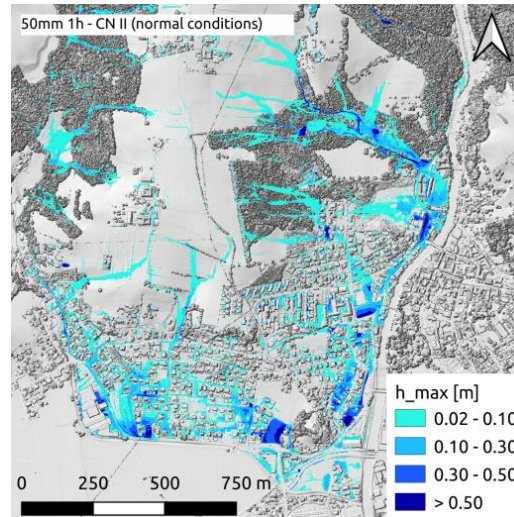 50mm 1h - CN II (normal conditions)
h_max [m]
0.02 - 0.10
0.10 - 0.30
0.30 - 0.50
> 0.50
0 250 500 750 m